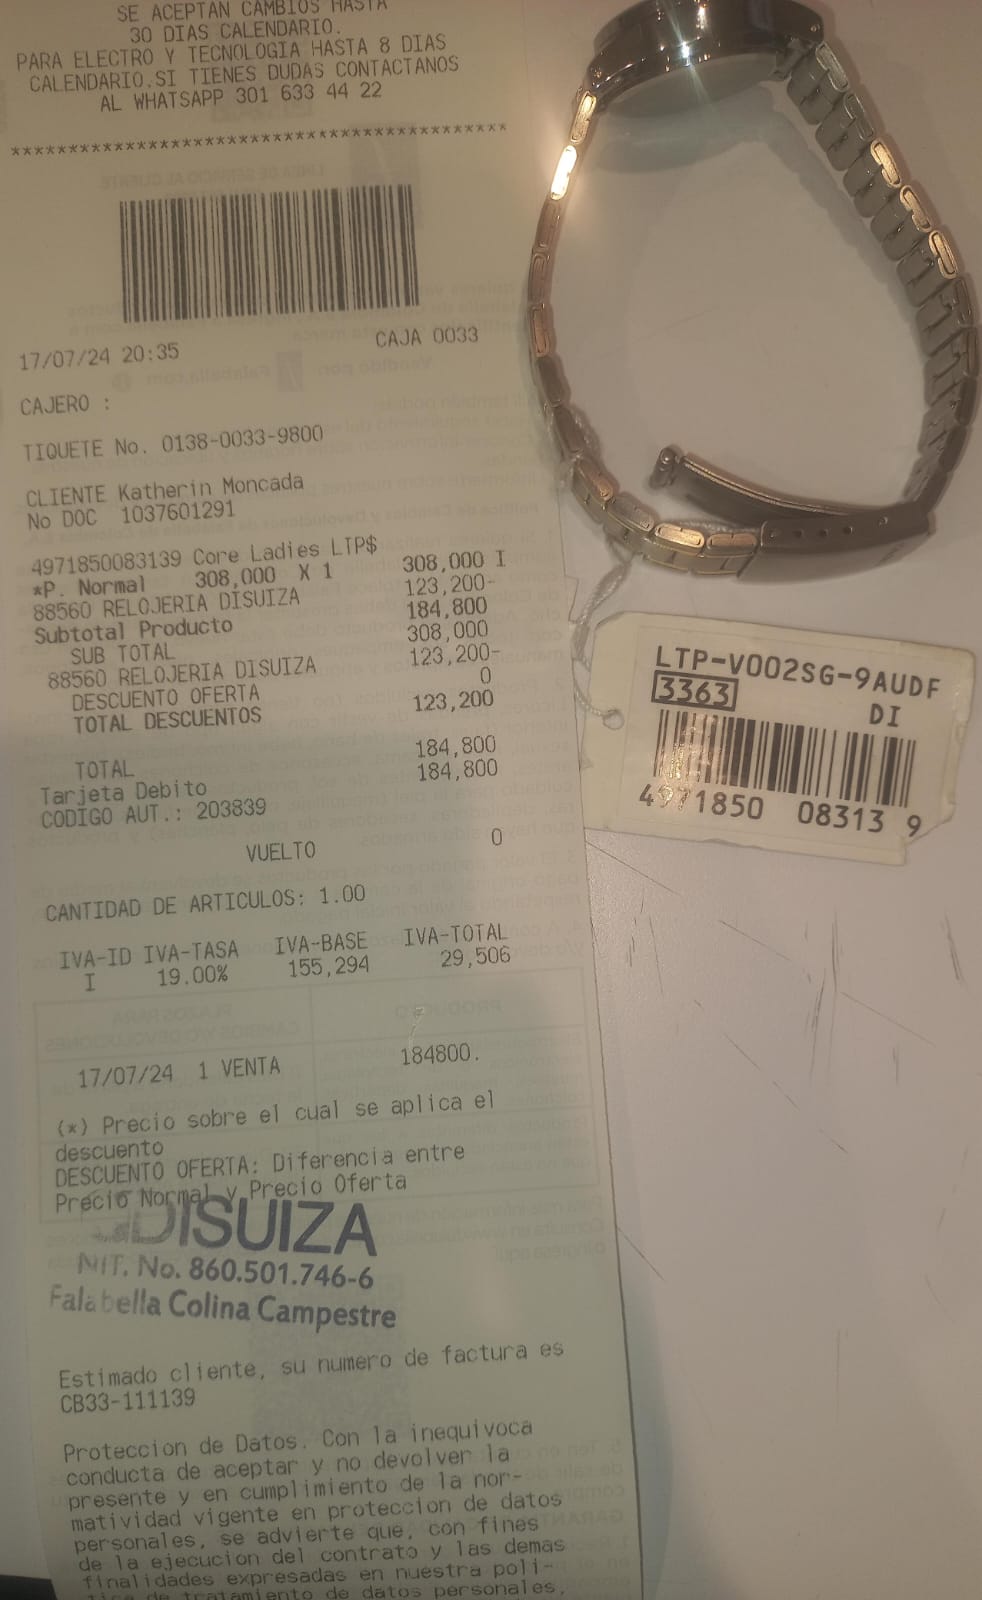 SE ACEPTAN CAMBIOS HASTA
30 DIAS CALENDARIO.
PARA ELECTRO Y TECNOLOGIA HASTA 8 DIAS
CALENDARIO.SI TIENES DUDAS CONTACTANOS
AL WHATSAPP 301 633 44 22
*******************************************
17/07/24 20:35 CAJA 0033
CAJERO :
TIQUETE No. 0138-0033-9800
CLIENTE Katherin Moncada
No DOC 1037601291
4971850083139 Core Ladies LTP$
*P. Normal 308,000 X 1 308,000 I
88560 RELOJERIA DISUIZA 123,200-
Subtotal Producto 184,800
SUB TOTAL 308,000
88560 RELOJERIA DISUIZA 123,200-
DESCUENTO OFERTA 0
TOTAL DESCUENTOS 123,200
TOTAL 184,800
Tarjeta Debito 184,800
CODIGO AUT.: 203839
VUELTO 0
CANTIDAD DE ARTICULOS: 1.00
IVA-ID IVA-TASA IVA-BASE IVA-TOTAL
I 19.00% 155,294 29,506
17/07/24 1 VENTA 184800.
(*) Precio sobre el cual se aplica el
descuento
DESCUENTO OFERTA: Diferencia entre
Precio Normal y Precio Oferta
DISUIZA
NIT. No. 860.501.746-6
Falabella Colina Campestre
Estimado cliente, su numero de factura es
CB33-111139
Proteccion de Datos. Con la inequivoca
conducta de aceptar y no devolver la
presente y en cumplimiento de la nor-
matividad vigente en proteccion de datos
personales, se advierte que, con fines
de la ejecucion del contrato y las demas
finalidades expresadas en nuestra poli-
tica de tratamiento de datos personales,
LTP-V002SG-9AUDF
3363 DI
4971850 08313 9